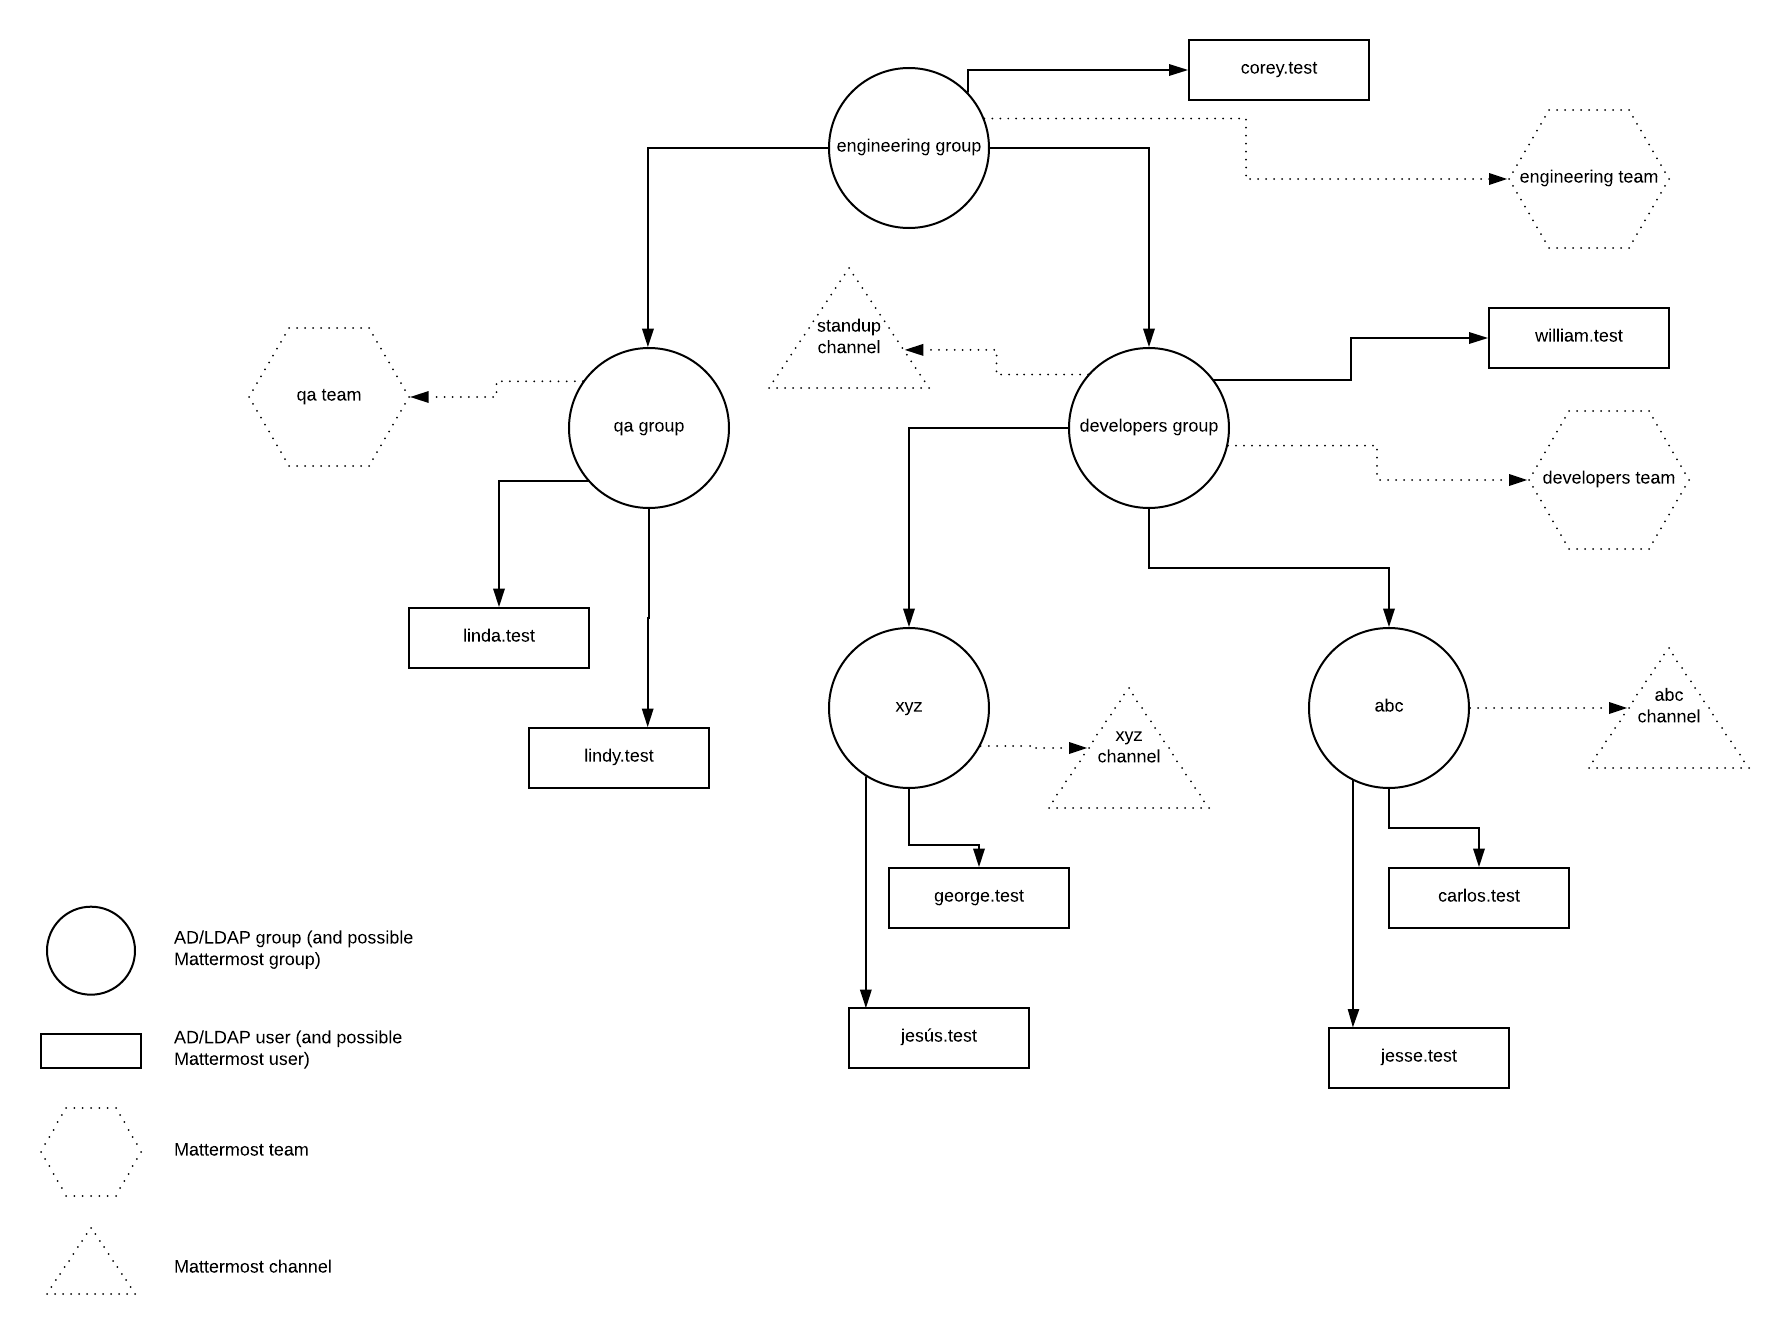 corey.test
engineering group
engineering team
standup
channel
william.test
qa team
qa group
developers group
developers team
linda.test
lindy.test
xyz
xyz
channel
abc
abc
channel
george.test
carlos.test
jesús.test
jesse.test
AD/LDAP group (and possible
Mattermost group)
AD/LDAP user (and possible
Mattermost user)
Mattermost team
Mattermost channel